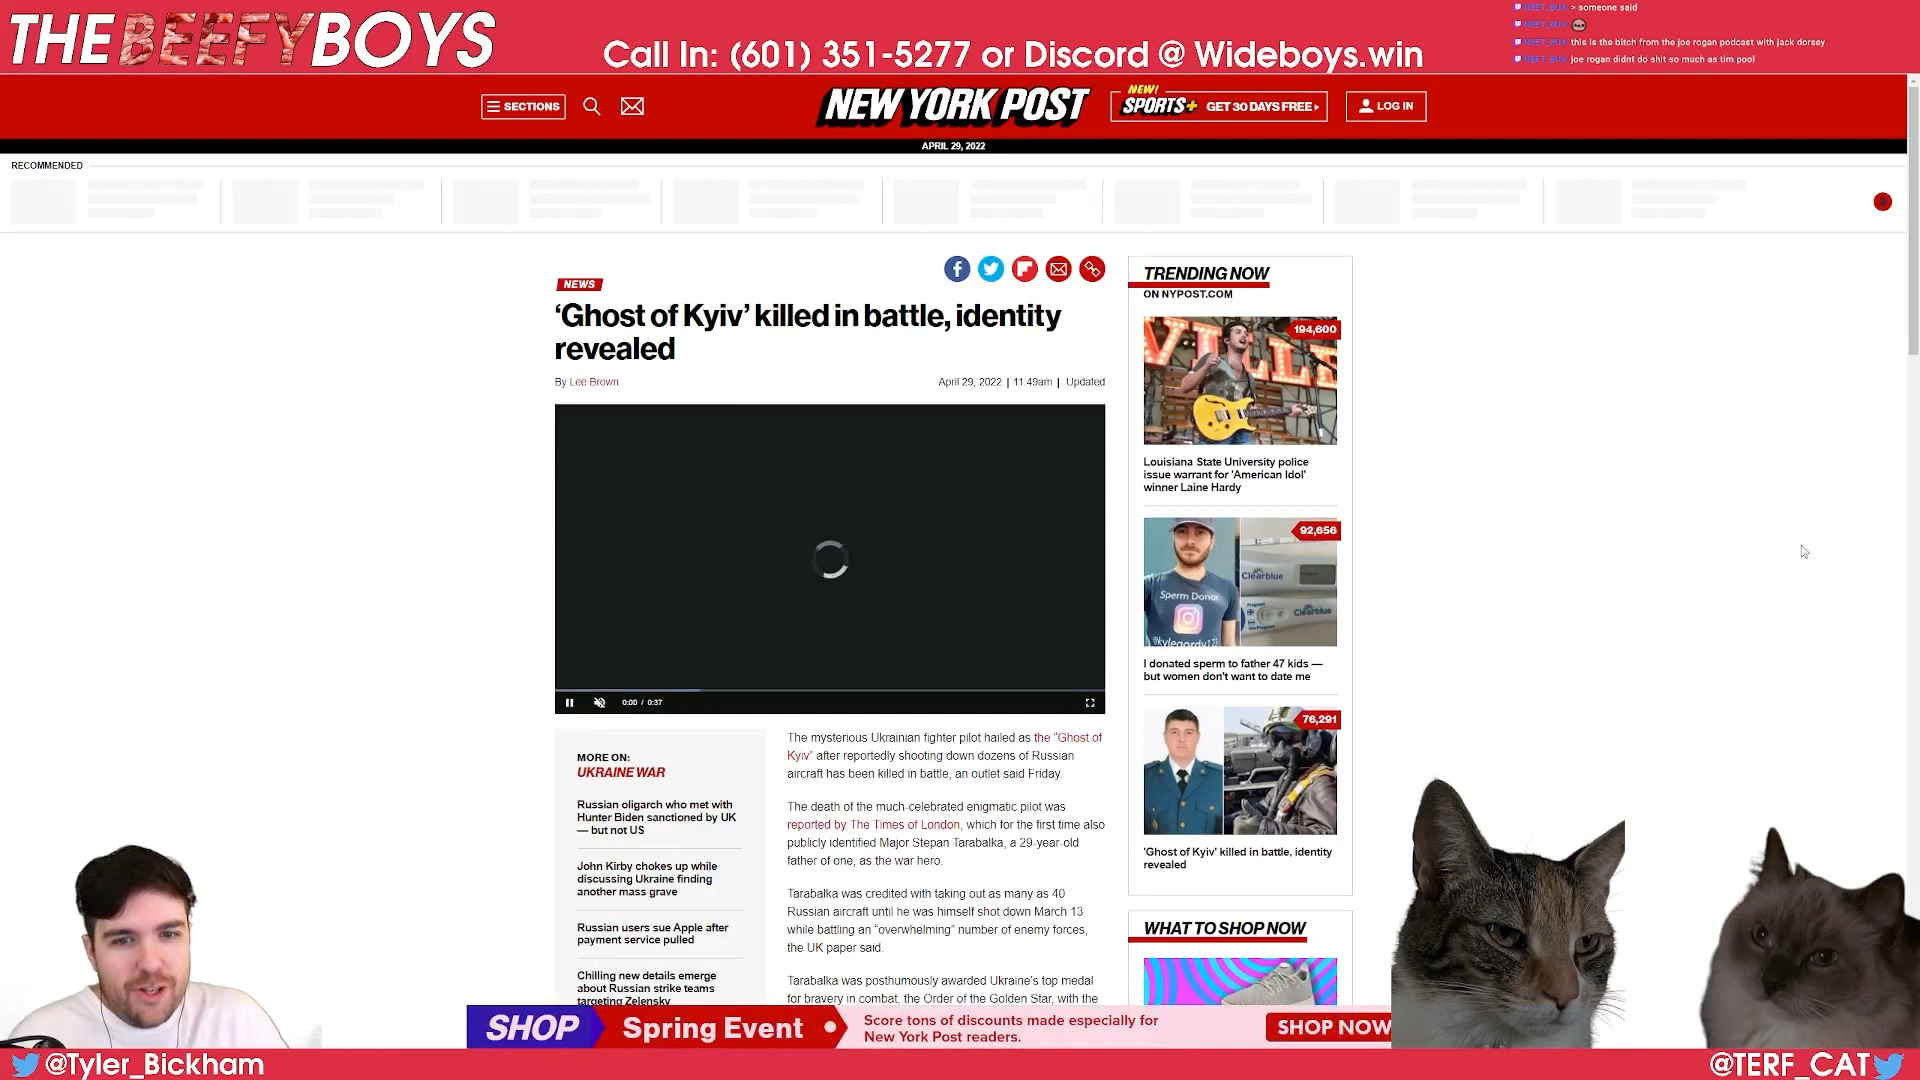 THE BEEFY BOYS
Call In: (601) 351-5277 or Discord @ Wideboys.win
NEET_BUX > someone said
NEET_BUX
NEET_BUX this is the bitch from the joe rogan podcast with jack dorsey
NEET_BUX joe rogan didnt do shit so much as tim pool
SECTIONS
NEW YORK POST
NEW!
SPORTS+ GET 30 DAYS FREE
LOG IN
APRIL 29, 2022
RECOMMENDED
NEWS
‘Ghost of Kyiv’ killed in battle, identity
revealed
By Lee Brown
April 29, 2022 | 11:49am | Updated
0:00 / 0:37
MORE ON:
UKRAINE WAR
Russian oligarch who met with
Hunter Biden sanctioned by UK
— but not US
John Kirby chokes up while
discussing Ukraine finding
another mass grave
Russian users sue Apple after
payment service pulled
Chilling new details emerge
about Russian strike teams
targeting Zelensky
The mysterious Ukrainian fighter pilot hailed as the “Ghost of
Kyiv” after reportedly shooting down dozens of Russian
aircraft has been killed in battle, an outlet said Friday.
The death of the much-celebrated enigmatic pilot was
reported by The Times of London, which for the first time also
publicly identified Major Stepan Tarabalka, a 29-year-old
father of one, as the war hero.
Tarabalka was credited with taking out as many as 40
Russian aircraft until he was himself shot down March 13
while battling an “overwhelming” number of enemy forces,
the UK paper said.
Tarabalka was posthumously awarded Ukraine’s top medal
for bravery in combat, the Order of the Golden Star, with the
TRENDING NOW
ON NYPOST.COM
VILLE
194,600
Louisiana State University police
issue warrant for 'American Idol'
winner Laine Hardy
92,656
Clearblue
Clearblue
Sperm Donor
@kylegordy123
I donated sperm to father 47 kids —
but women don't want to date me
76,291
'Ghost of Kyiv' killed in battle, identity
revealed
WHAT TO SHOP NOW
SHOP
Spring Event
Score tons of discounts made especially for
New York Post readers.
SHOP NOW
@Tyler_Bickham
@TERF_CAT